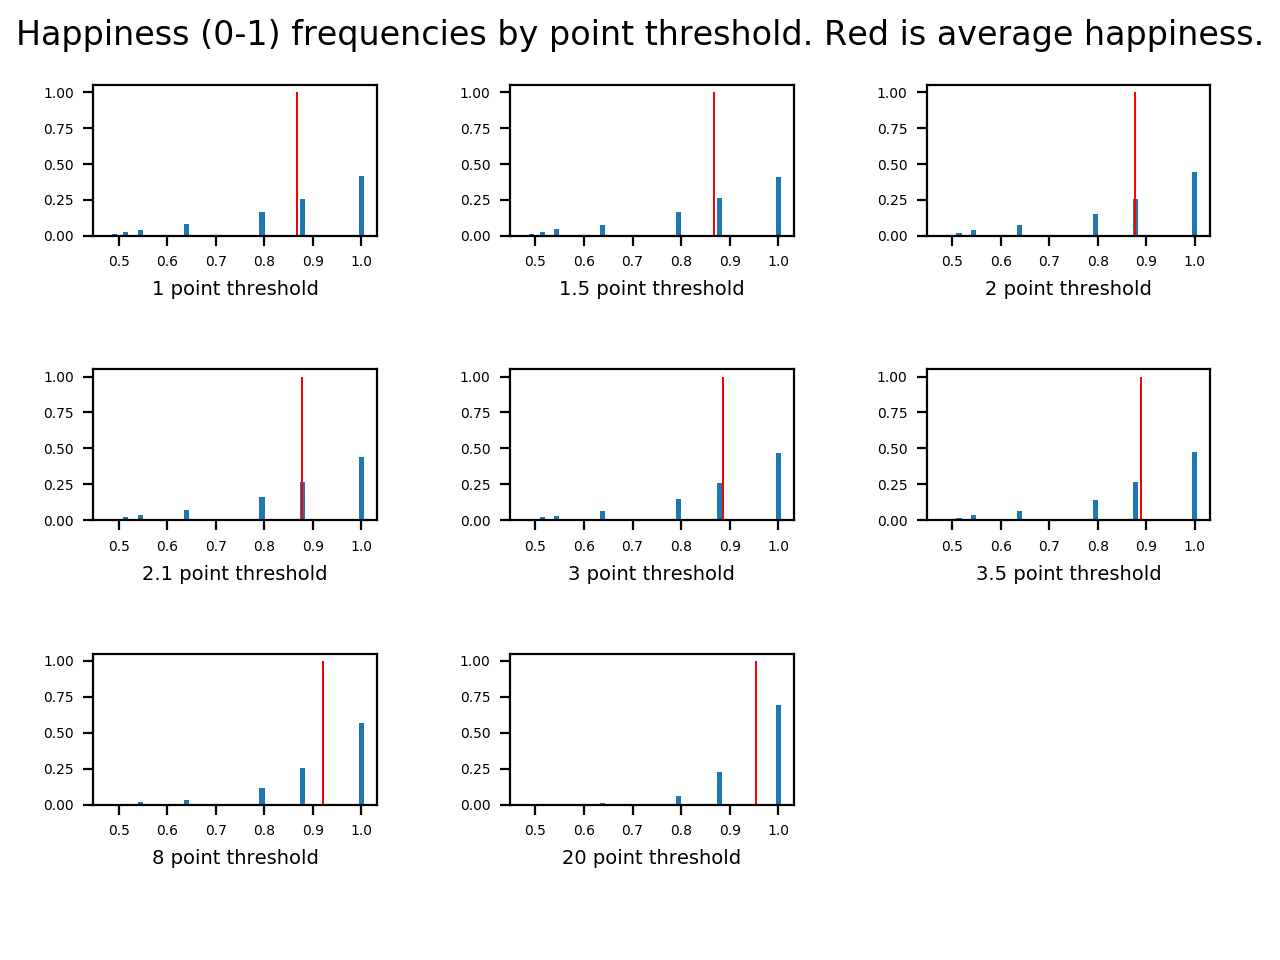 Happiness (0-1) frequencies by point threshold. Red is average happiness.
1.00 1.00 1.00
0.75 0.75 0.75
0.50 0.50 0.50
0.25 0.25 0.25
0.00 0.00 0.00
0.5 0.6 0.7 0.8 0.9 1.0 0.5 0.6 0.7 0.8 0.9 1.0 0.5 0.6 0.7 0.8 0.9 1.0
1 point threshold 1.5 point threshold 2 point threshold
1.00 1.00 1.00
0.75 0.75 0.75
0.50 0.50 0.50
0.25 0.25 0.25
0.00 0.00 0.00
0.5 0.6 0.7 0.8 0.9 1.0 0.5 0.6 0.7 0.8 0.9 1.0 0.5 0.6 0.7 0.8 0.9 1.0
2.1 point threshold 3 point threshold 3.5 point threshold
1.00 1.00
0.75 0.75
0.50 0.50
0.25 0.25
0.00 0.00
0.5 0.6 0.7 0.8 0.9 1.0 0.5 0.6 0.7 0.8 0.9 1.0
8 point threshold 20 point threshold